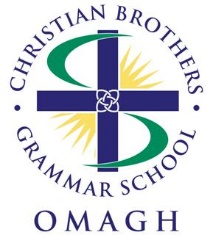 · CHRISTIAN BROTHERS ·
GRAMMAR SCHOOL
OMAGH